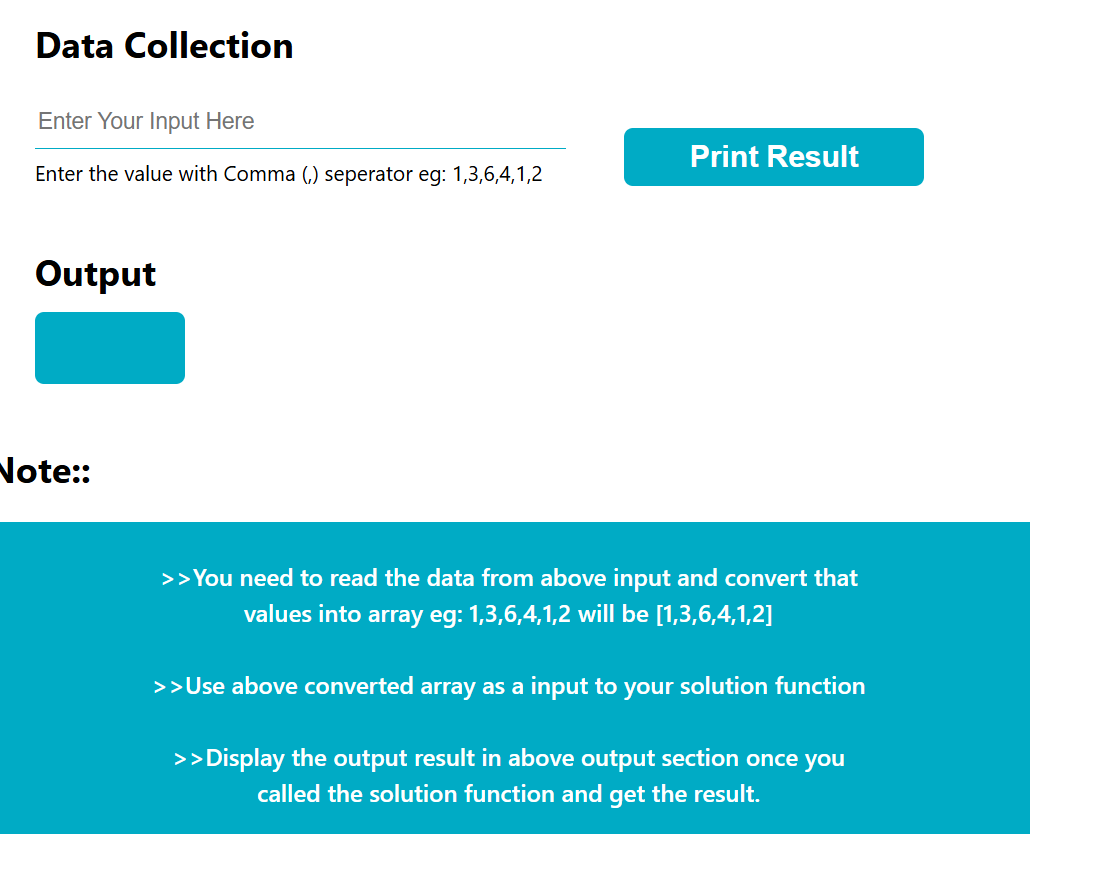 Data Collection
Enter Your Input Here
Enter the value with Comma (,) seperator eg: 1,3,6,4,1,2
Print Result
Output
Note::
>>You need to read the data from above input and convert that
values into array eg: 1,3,6,4,1,2 will be [1,3,6,4,1,2]
>>Use above converted array as a input to your solution function
>>Display the output result in above output section once you
called the solution function and get the result.